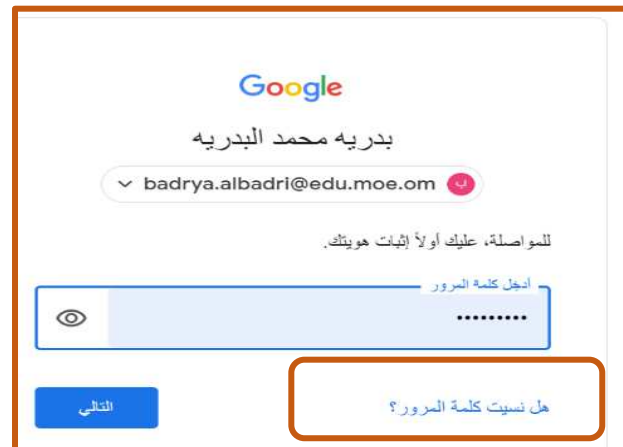 Google
بدريه محمد البدريه
badrya.albadri@edu.moe.om
للمواصلة، عليك أولاً إثبات هويتك.
أدخل كلمة المرور
•••••••••
هل نسيت كلمة المرور؟
التالي